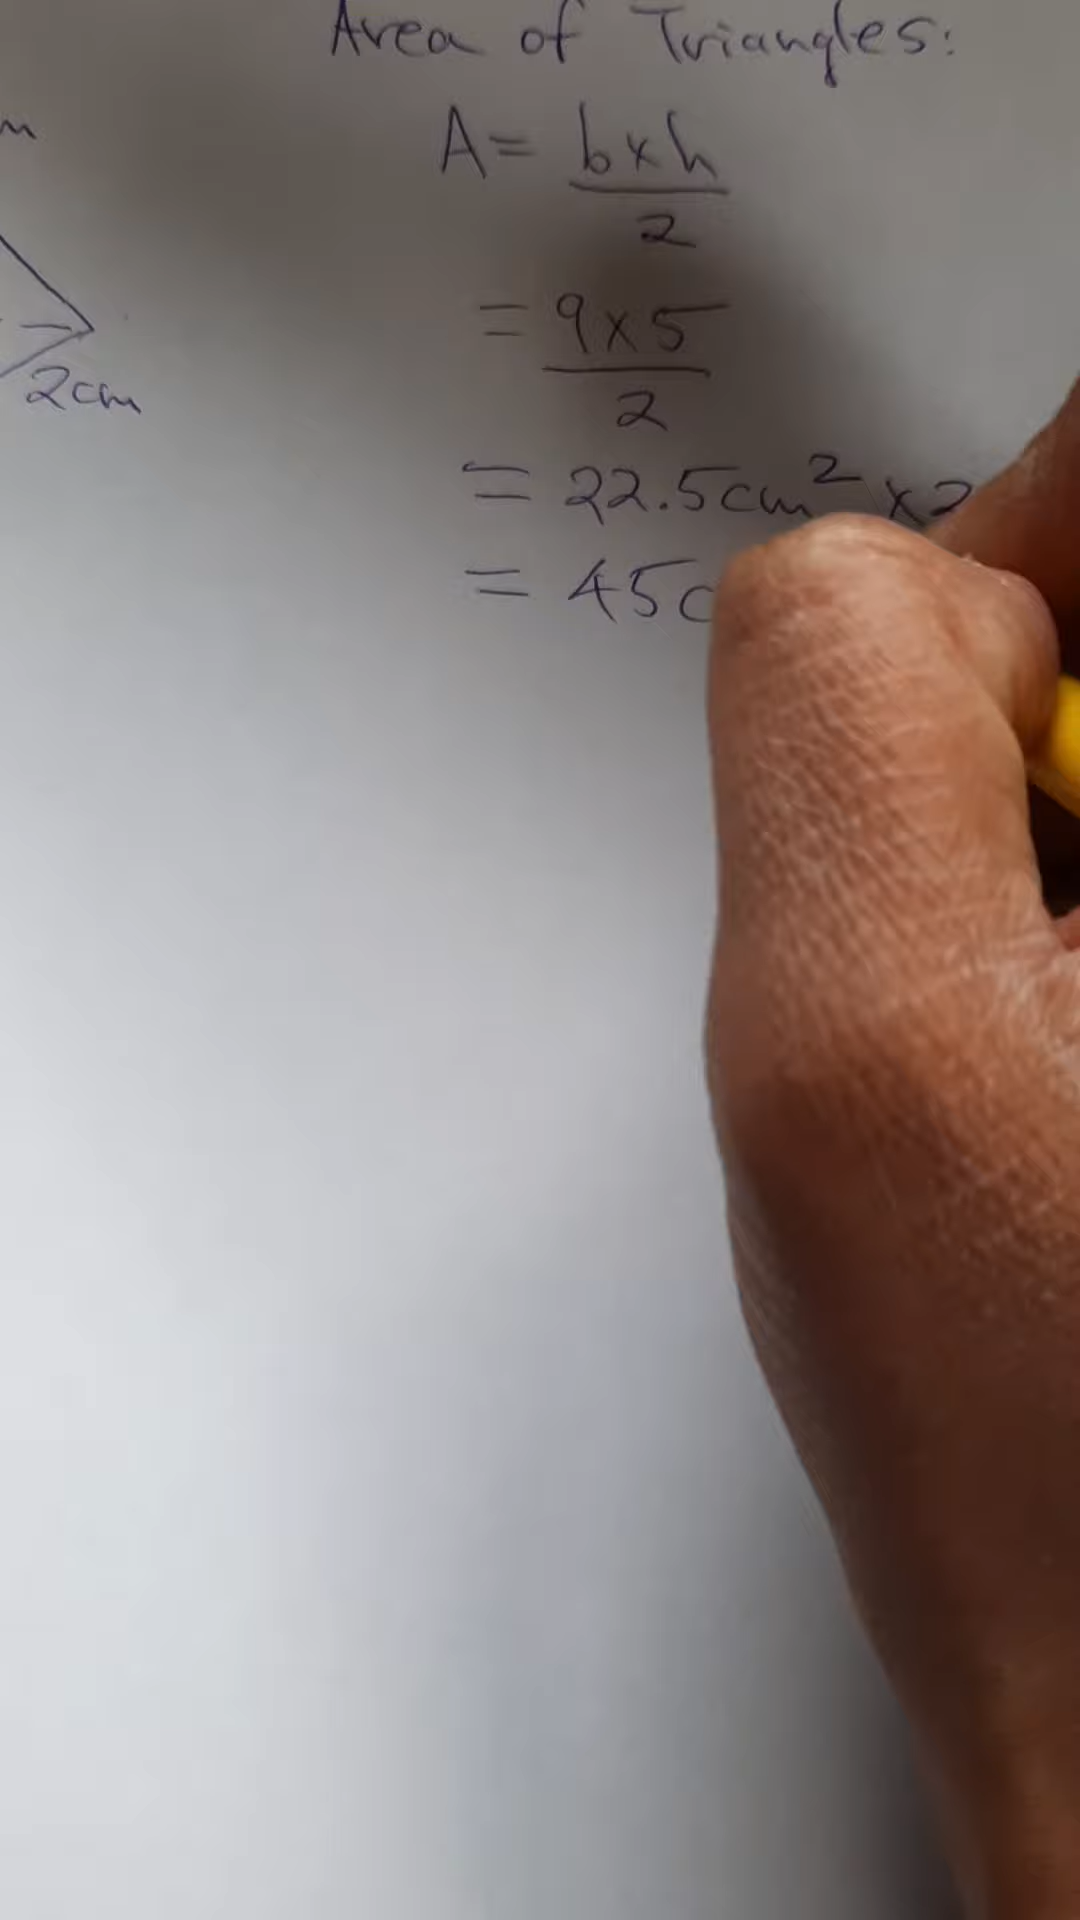 Area of Triangles:
m
A = b×h
2
= 9×5
2
2cm
= 22.5cm² ×2
= 45c